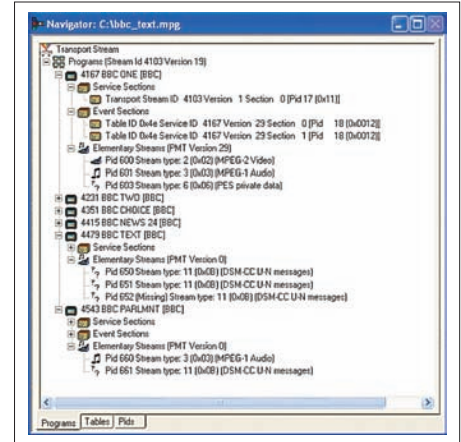 Navigator: C:\bbc_text.mpg
Transport Stream
Programs (Stream Id 4103 Version 19)
4167 BBC ONE [BBC]
Service Sections
Transport Stream ID 4103 Version 1 Section 0 [Pid 17 (0x11)]
Event Sections
Table ID 0x4e Service ID 4167 Version 29 Section 0 [Pid 18 (0x0012)]
Table ID 0x4e Service ID 4167 Version 29 Section 1 [Pid 18 (0x0012)]
Elementary Streams (PMT Version 29)
Pid 600 Stream type: 2 (0x02) (MPEG-2 Video)
Pid 601 Stream type: 3 (0x03) (MPEG-1 Audio)
Pid 603 Stream type: 6 (0x06) (PES private data)
4231 BBC TWO [BBC]
4351 BBC CHOICE [BBC]
4415 BBC NEWS 24 [BBC]
4479 BBC TEXT [BBC]
Service Sections
Elementary Streams (PMT Version 0)
Pid 650 Stream type: 11 (0x0B) (DSM-CC U-N messages)
Pid 651 Stream type: 11 (0x0B) (DSM-CC U-N messages)
Pid 652 (Missing) Stream type: 11 (0x0B) (DSM-CC U-N messages)
4543 BBC PARLMNT [BBC]
Service Sections
Event Sections
Elementary Streams (PMT Version 0)
Pid 660 Stream type: 3 (0x03) (MPEG-1 Audio)
Pid 661 Stream type: 11 (0x0B) (DSM-CC U-N messages)
Programs Tables Pids